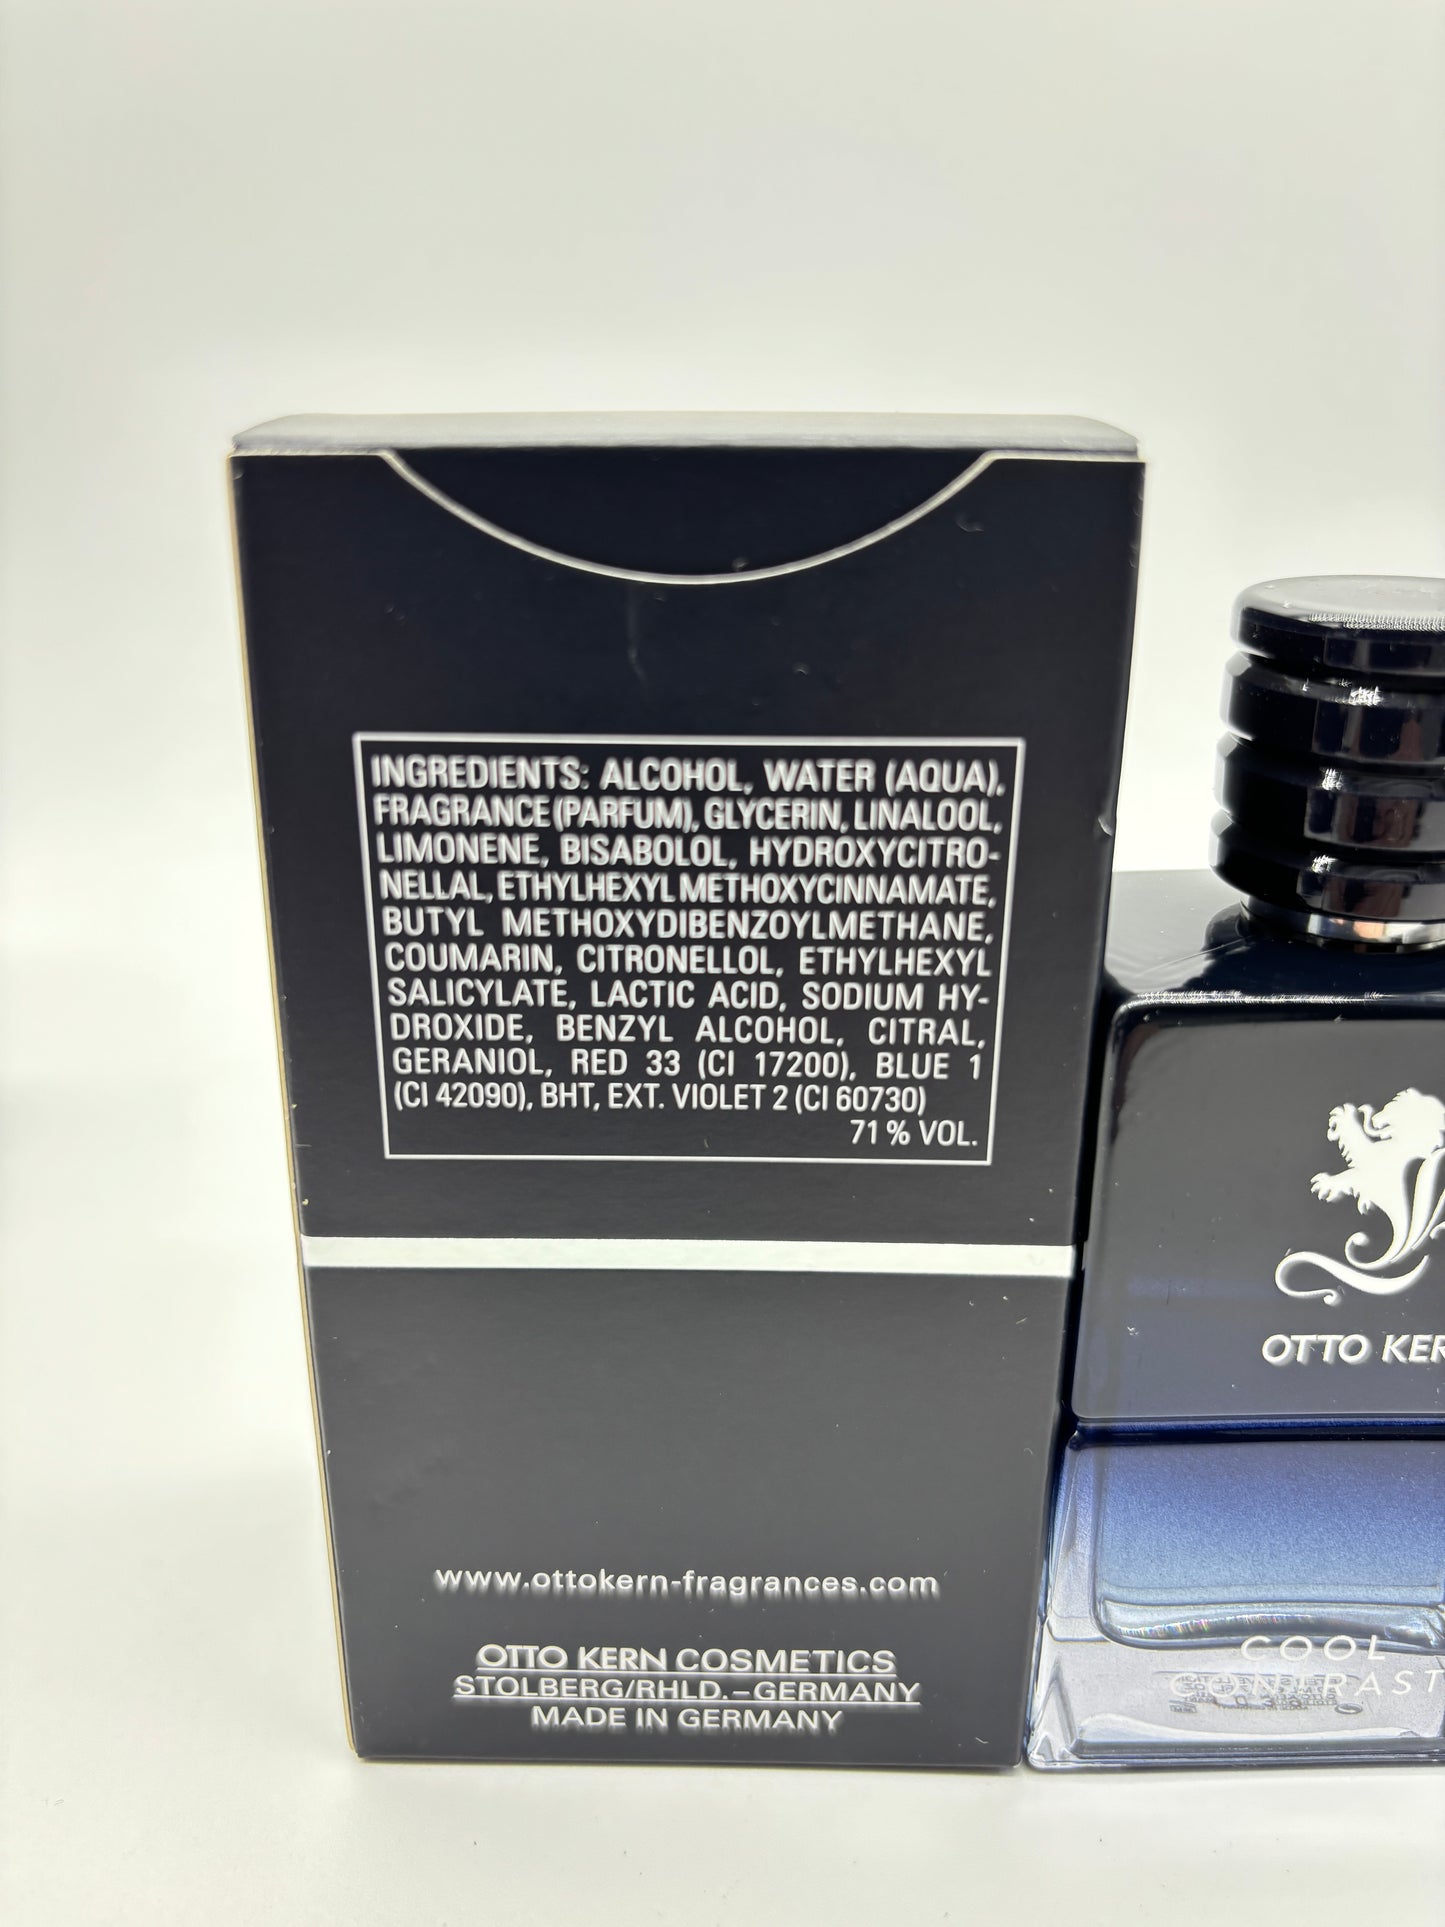 INGREDIENTS: ALCOHOL, WATER (AQUA),
FRAGRANCE (PARFUM), GLYCERIN, LINALOOL,
LIMONENE, BISABOLOL, HYDROXYCITRO-
NELLAL, ETHYLHEXYL METHOXYCINNAMATE,
BUTYL METHOXYDIBENZOYLMETHANE,
COUMARIN, CITRONELLOL, ETHYLHEXYL
SALICYLATE, LACTIC ACID, SODIUM HY-
DROXIDE, BENZYL ALCOHOL, CITRAL,
GERANIOL, RED 33 (CI 17200), BLUE 1
(CI 42090), BHT, EXT. VIOLET 2 (CI 60730)
71 % VOL.
www.ottokern-fragrances.com
OTTO KERN COSMETICS
STOLBERG/RHLD. – GERMANY
MADE IN GERMANY
OTTO KER
COOL
CONTRAST